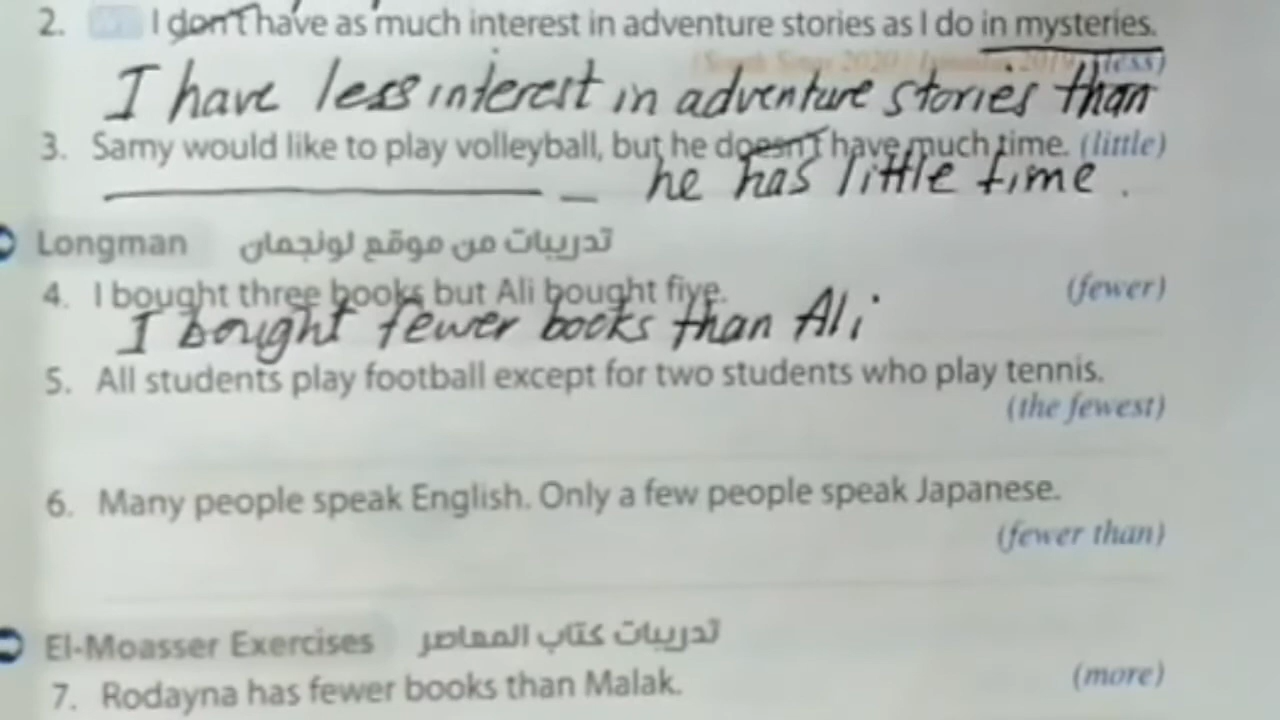 2. I don't have as much interest in adventure stories as I do in mysteries.
(South Sinai 2020 / Ismailia 2019) (less)
I have less interest in adventure stories than
3. Samy would like to play volleyball, but he doesn't have much time. (little)
he has little time.
Longman تدريبات من موقع لونجمان
4. I bought three books but Ali bought five. (fewer)
I bought fewer books than Ali
5. All students play football except for two students who play tennis.
(the fewest)
6. Many people speak English. Only a few people speak Japanese.
(fewer than)
El-Moasser Exercises تدريبات كتاب المعاصر
7. Rodayna has fewer books than Malak. (more)